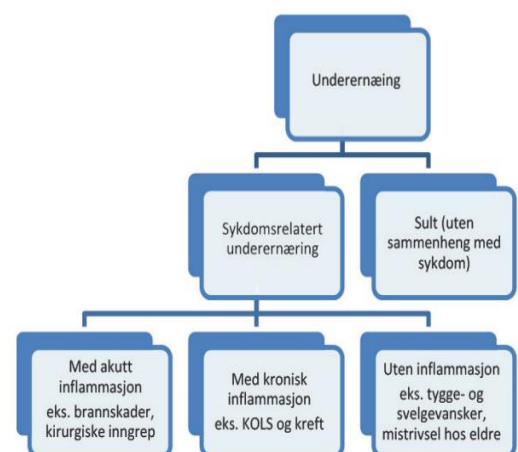 Underernæing
Sykdomsrelatert
underernæring
Sult (uten
sammenheng med
sykdom)
Med akutt
inflammasjon
eks. brannskader,
kirurgiske inngrep
Med kronisk
inflammasjon
eks. KOLS og kreft
Uten inflammasjon
eks. tygge- og
svelgevansker,
mistrivsel hos eldre